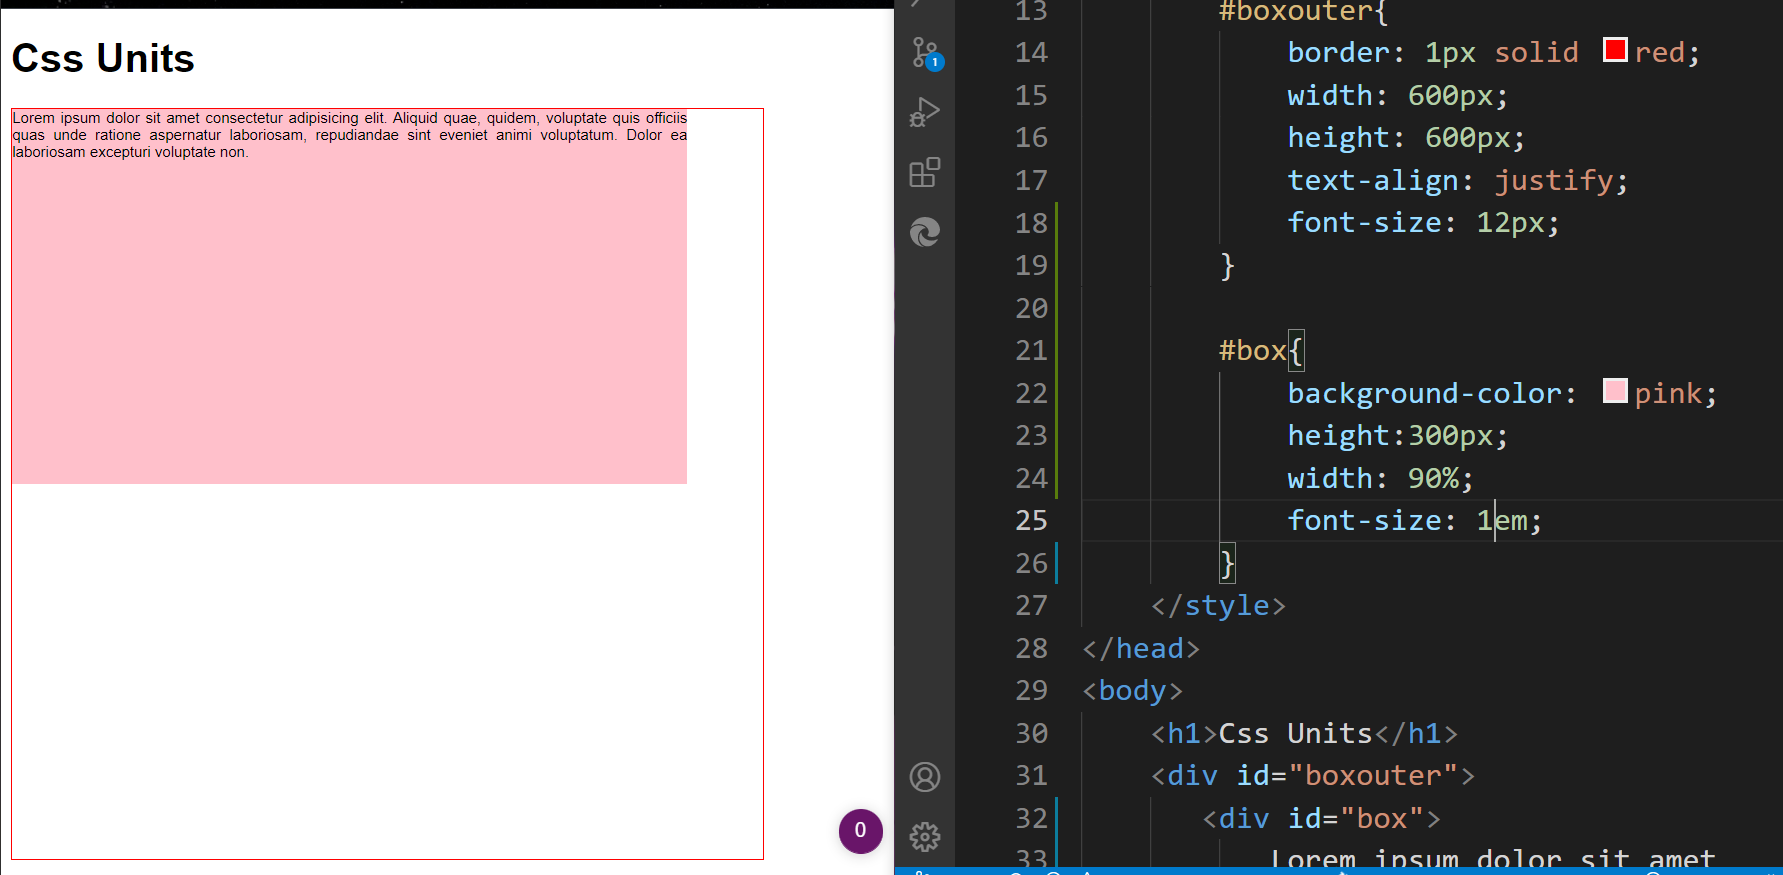 Css Units
Lorem ipsum dolor sit amet consectetur adipisicing elit. Aliquid quae, quidem, voluptate quis officiis
quas unde ratione aspernatur laboriosam, repudiandae sint eveniet animi voluptatum. Dolor ea
laboriosam excepturi voluptate non.
0
1
13 #boxouter{
14 border: 1px solid red;
15 width: 600px;
16 height: 600px;
17 text-align: justify;
18 font-size: 12px;
19 }
20
21 #box{
22 background-color: pink;
23 height:300px;
24 width: 90%;
25 font-size: 1em;
26 }
27 </style>
28 </head>
29 <body>
30 <h1>Css Units</h1>
31 <div id="boxouter">
32 <div id="box">
33 Lorem ipsum dolor sit amet